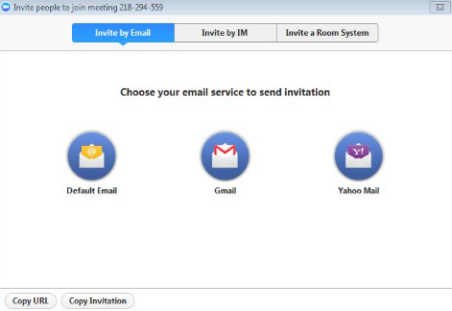 Invite people to join meeting 218-294-559
Invite by Email Invite by IM Invite a Room System
Choose your email service to send invitation
Default Email Gmail Yahoo Mail
Copy URL Copy Invitation